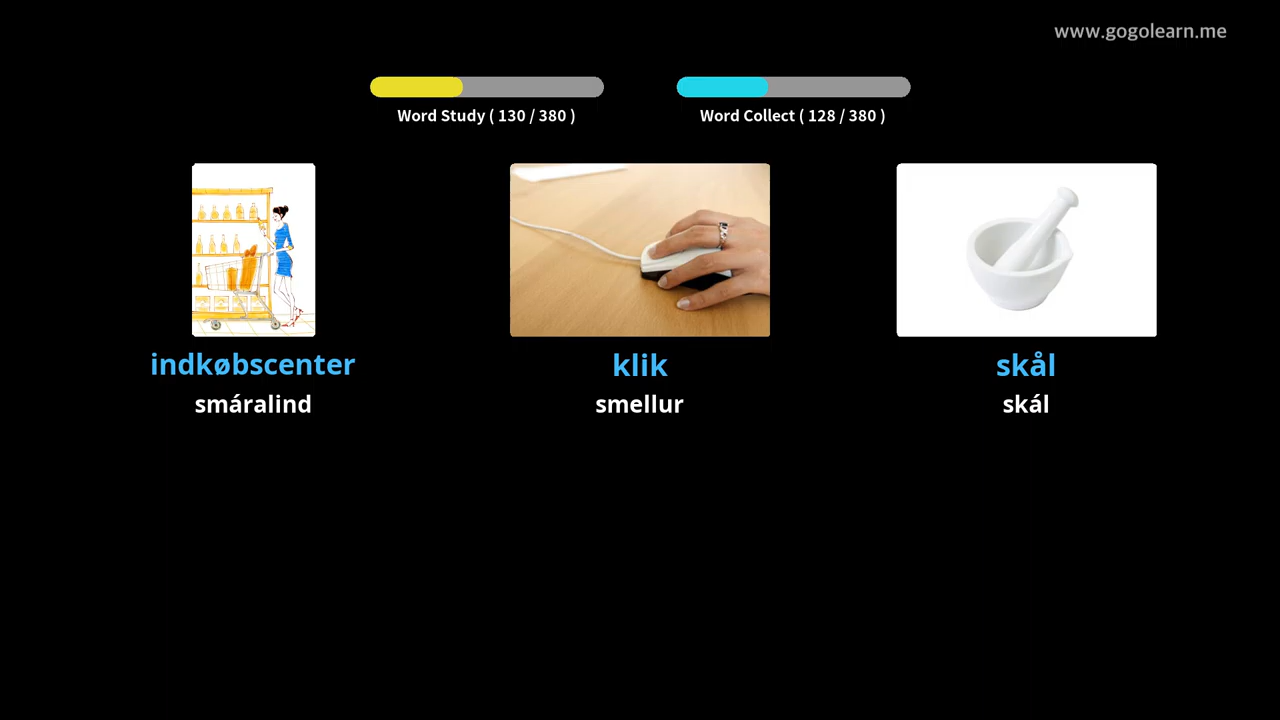 www.gogolearn.me
Word Study ( 130 / 380 )
Word Collect ( 128 / 380 )
indkøbscenter
klik
skål
smáralind
smellur
skál